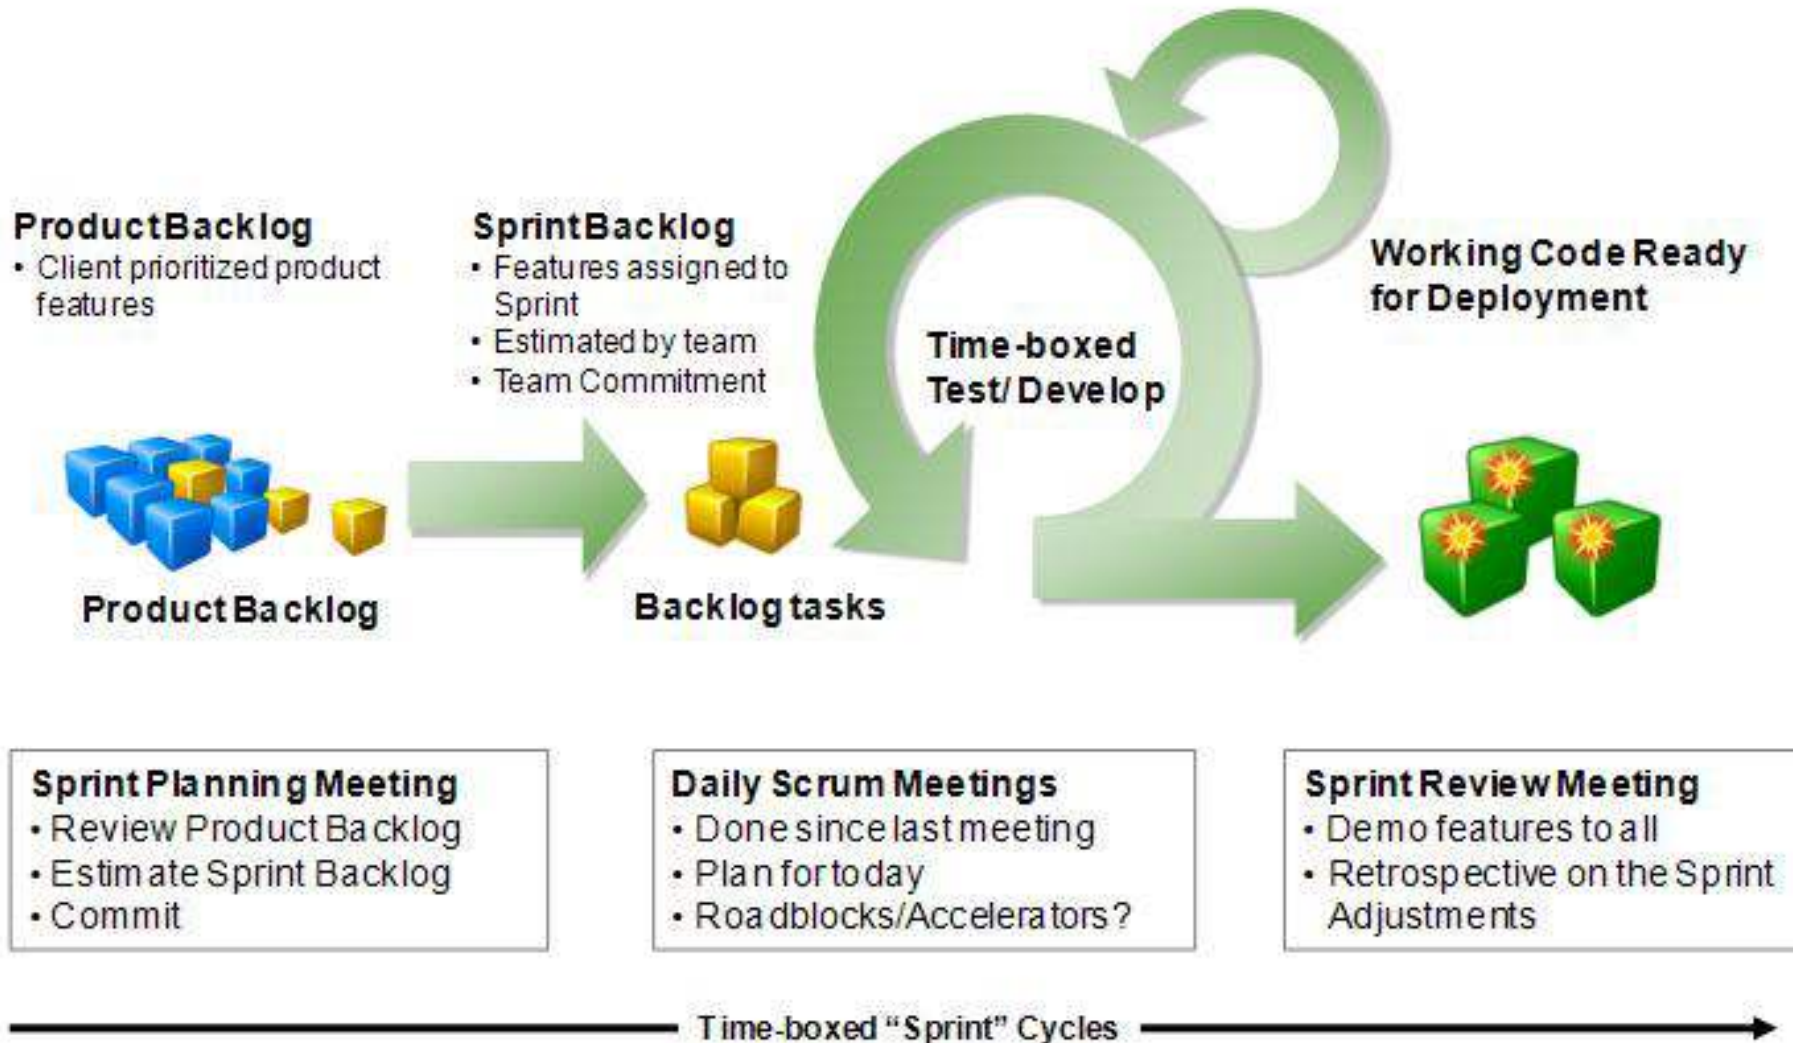 Product Backlog
• Client prioritized product
features
Sprint Backlog
• Features assigned to
Sprint
• Estimated by team
• Team Commitment
Time-boxed
Test/ Develop
Working Code Ready
for Deployment
Product Backlog
Backlog tasks
Sprint Planning Meeting
• Review Product Backlog
• Estimate Sprint Backlog
• Commit
Daily Scrum Meetings
• Done since last meeting
• Plan for today
• Roadblocks/Accelerators?
Sprint Review Meeting
• Demo features to all
• Retrospective on the Sprint
Adjustments
Time-boxed “Sprint” Cycles